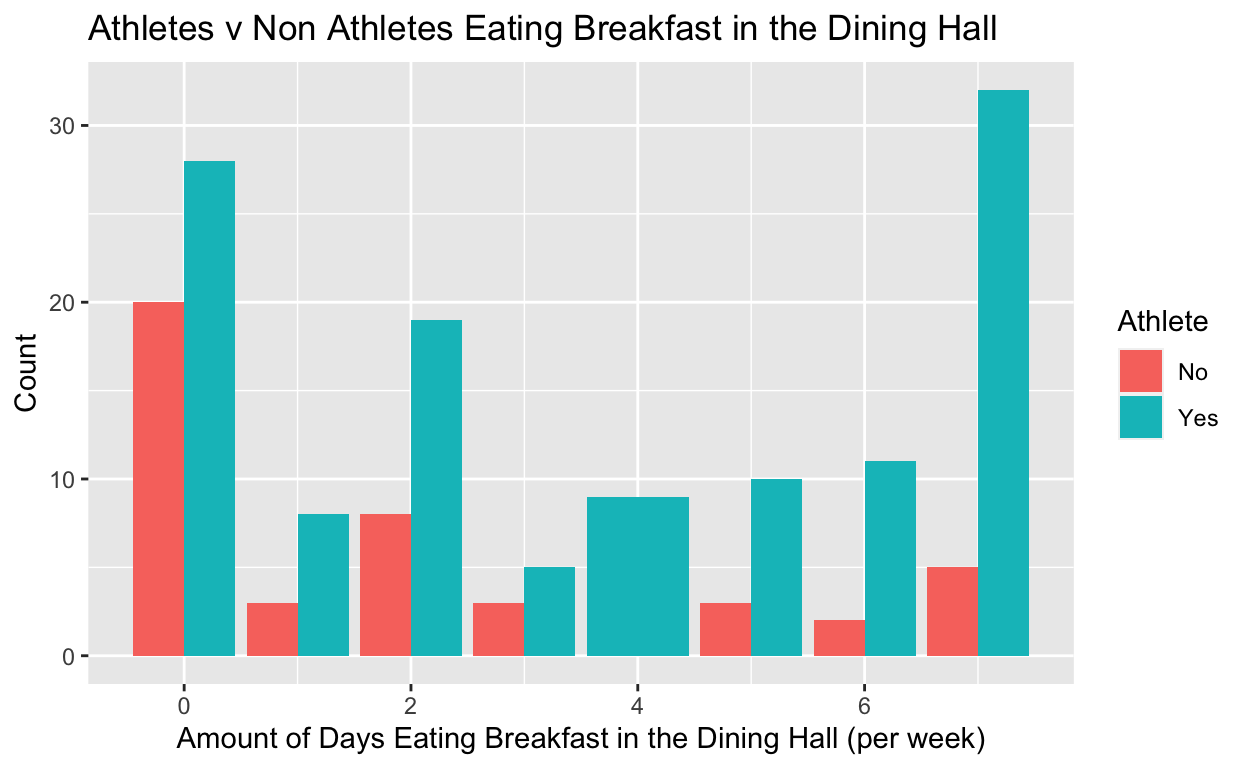 Athletes v Non Athletes Eating Breakfast in the Dining Hall
30
20
10
0
Count
0 2 4 6
Amount of Days Eating Breakfast in the Dining Hall (per week)
Athlete
No
Yes